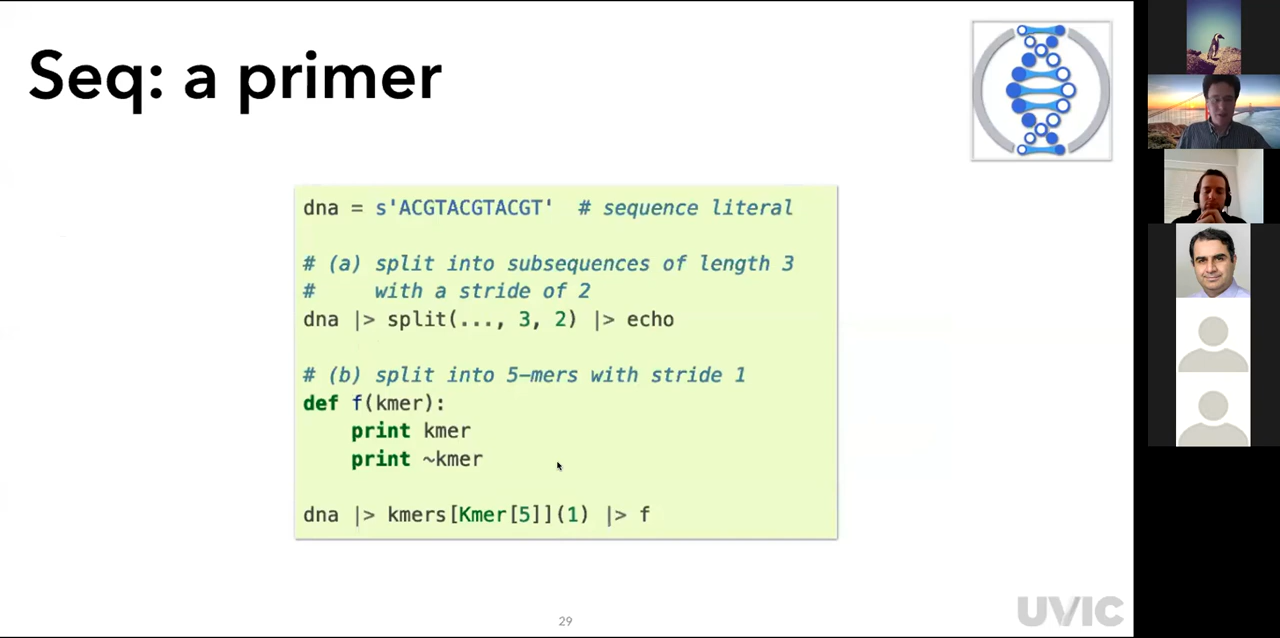 Seq: a primer
dna = s'ACGTACGTACGT'  # sequence literal
# (a) split into subsequences of length 3
#     with a stride of 2
dna |> split(..., 3, 2) |> echo
# (b) split into 5-mers with stride 1
def f(kmer):
    print kmer
    print ~kmer
dna |> kmers[Kmer[5]](1) |> f
29
UVIC